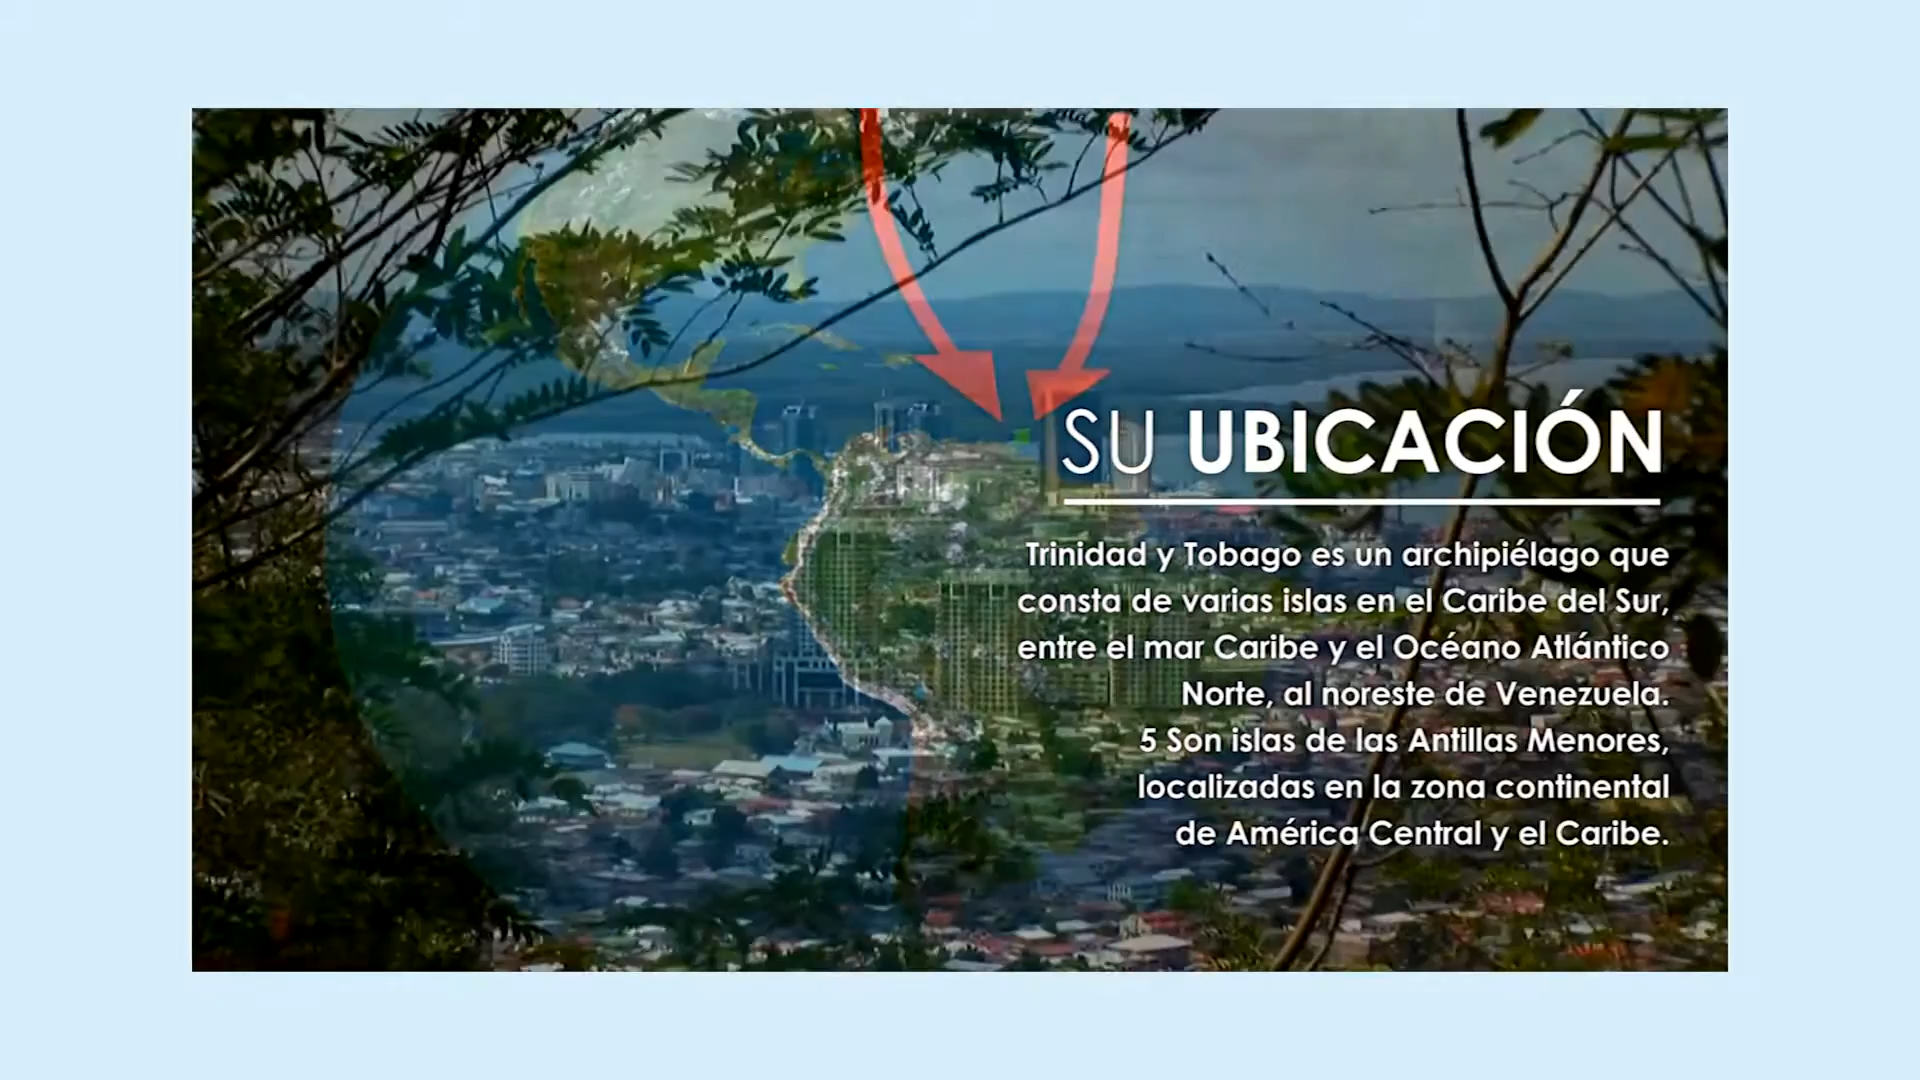 SU UBICACIÓN
Trinidad y Tobago es un archipiélago que
consta de varias islas en el Caribe del Sur,
entre el mar Caribe y el Océano Atlántico
Norte, al noreste de Venezuela.
5 Son islas de las Antillas Menores,
localizadas en la zona continental
de América Central y el Caribe.